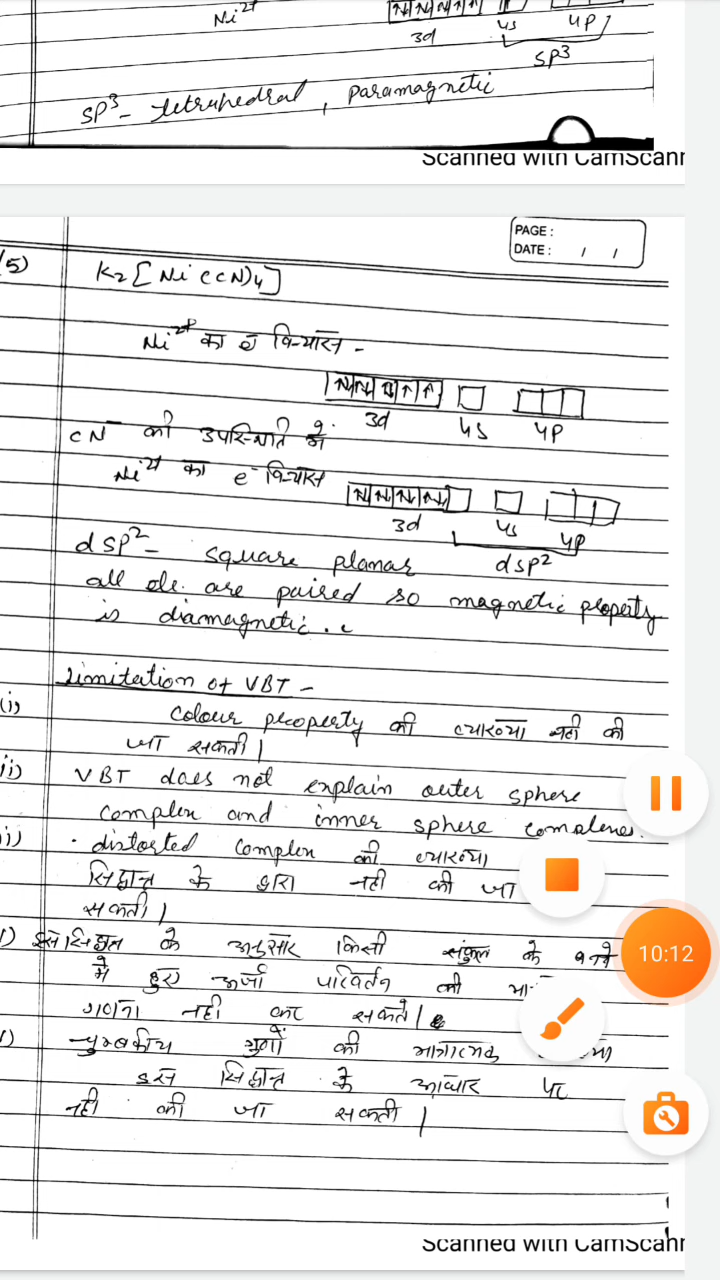 Ni²⁺
3d 4s 4p
sp³
sp³- tetrahedral, paramagnetic
Scanned with CamScan
PAGE :
DATE : / /
(5) K₂[Ni(CN)₄]
Ni²⁺ का e⁻ विन्यास -
3d 4s 4p
CN⁻ की उपस्थिति में
Ni²⁺ का e⁻ विन्यास
3d 4s 4p
dsp²- square planar dsp²
all ele. are paired so magnetic property
is diamagnetic.
limitation of VBT -
(i) colour property की व्याख्या नही की
जा सकती।
ii) VBT does not explain outer sphere
complex and inner sphere complexes.
distorted complex की व्याख्या
सिद्धान्त के द्वारा नही की जा
सकती।
इस सिद्धान्त के अनुसार किसी संकुल के बनने
में हुए ऊर्जा परिवर्तन की
गणना नही कर सकते।
चुम्बकीय गुणों की मात्रात्मक
इस सिद्धान्त के आधार पर
नही की जा सकती।
10:12
Scanned with CamScan